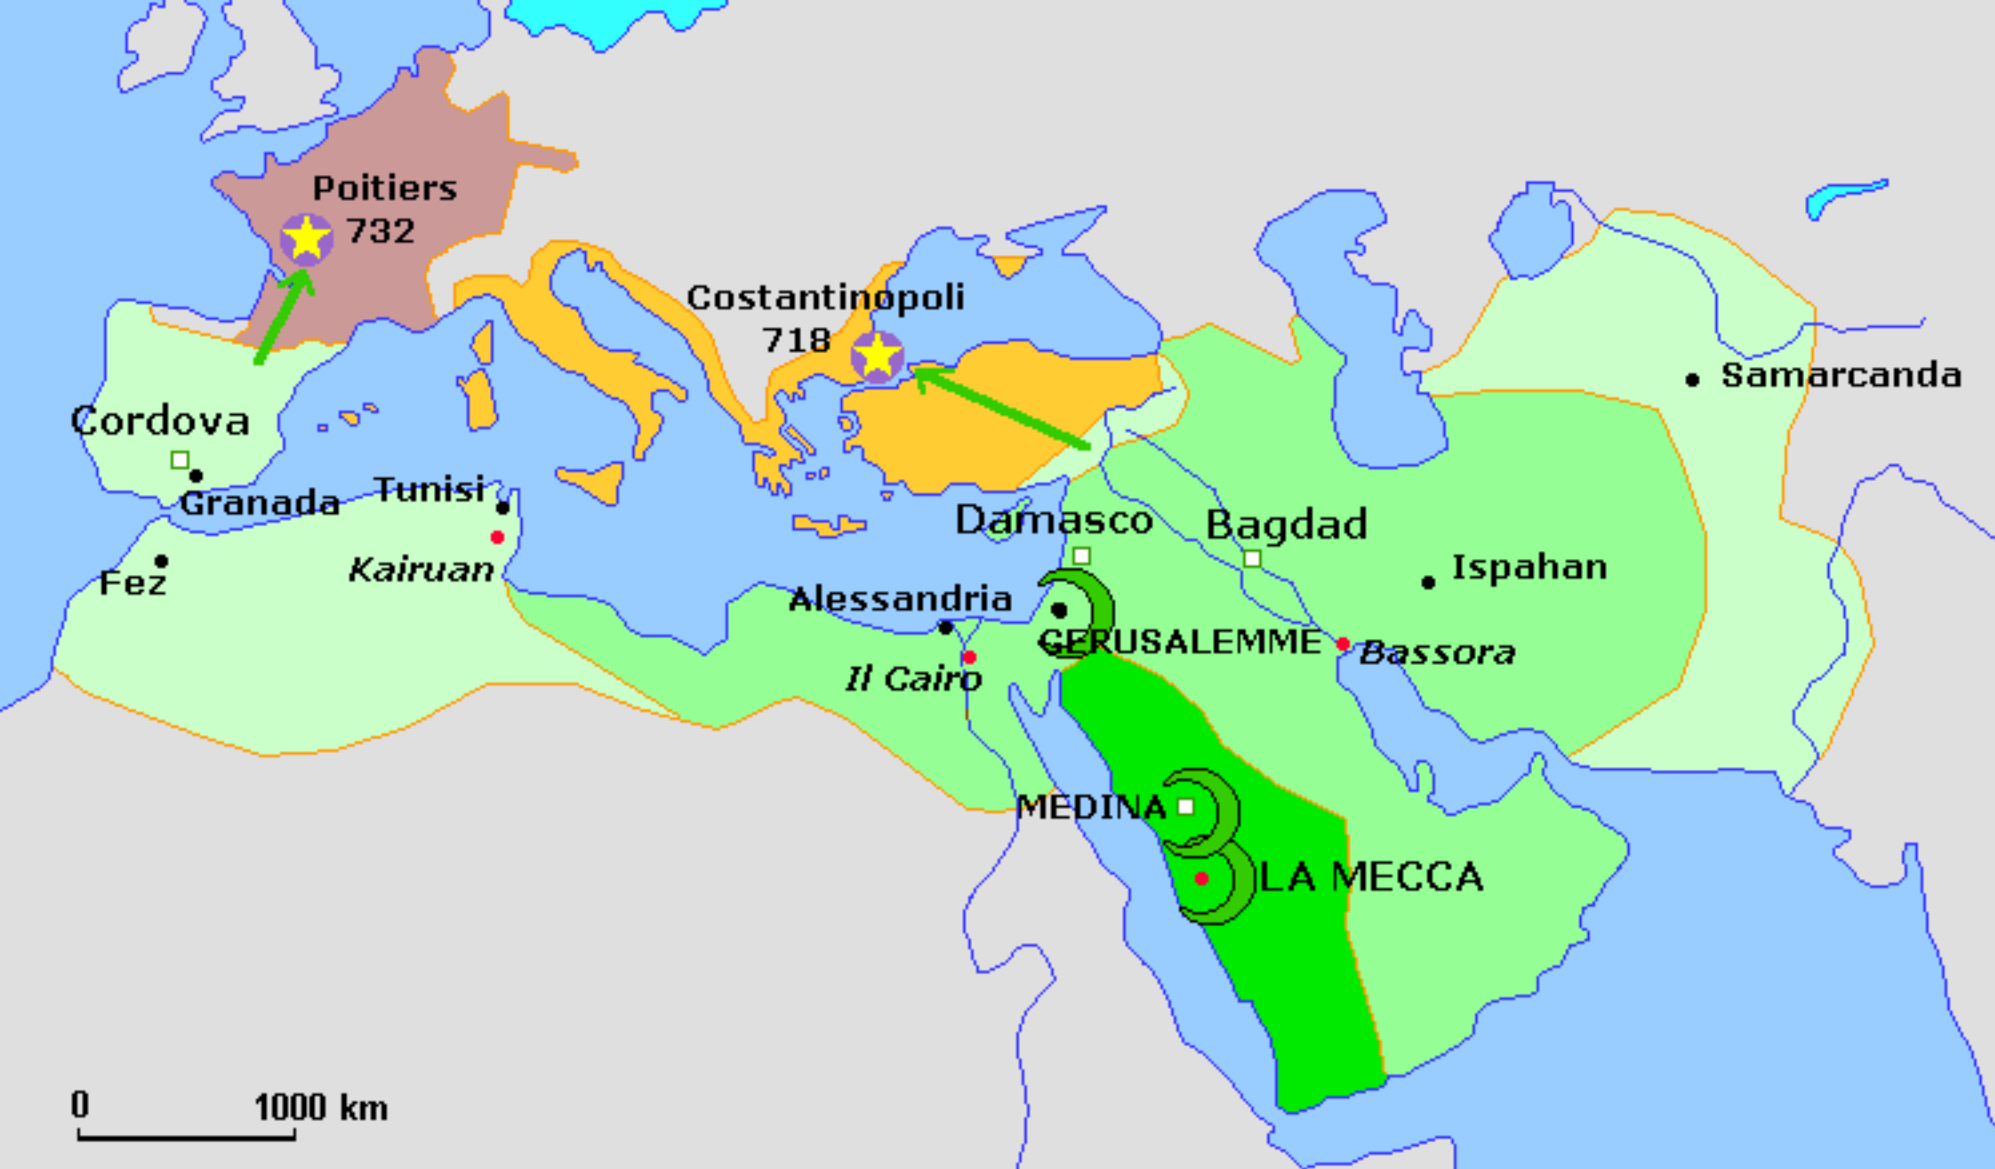 Poitiers
732
Costantinopoli
718
Samarcanda
Cordova
Granada
Tunisi
Kairuan
Fez
Damasco
Bagdad
Ispahan
Alessandria
GERUSALEMME
Bassora
Il Cairo
MEDINA
LA MECCA
0 1000 km